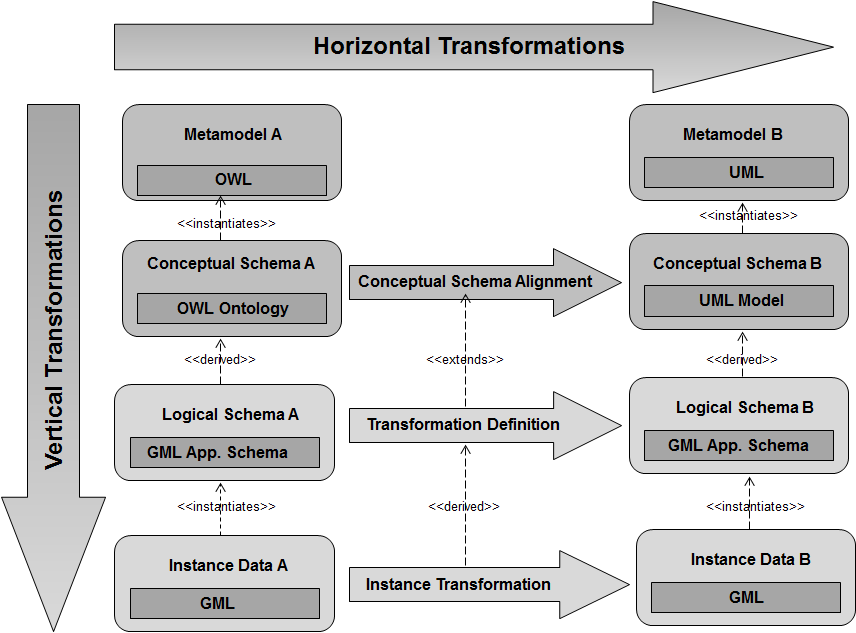 Horizontal Transformations
Vertical Transformations
Metamodel A
OWL
Metamodel B
UML
<<instantiates>>
<<instantiates>>
Conceptual Schema A
OWL Ontology
Conceptual Schema Alignment
Conceptual Schema B
UML Model
<<derived>>
<<extends>>
<<derived>>
Logical Schema A
GML App. Schema
Transformation Definition
Logical Schema B
GML App. Schema
<<instantiates>>
<<derived>>
<<instantiates>>
Instance Data A
GML
Instance Transformation
Instance Data B
GML